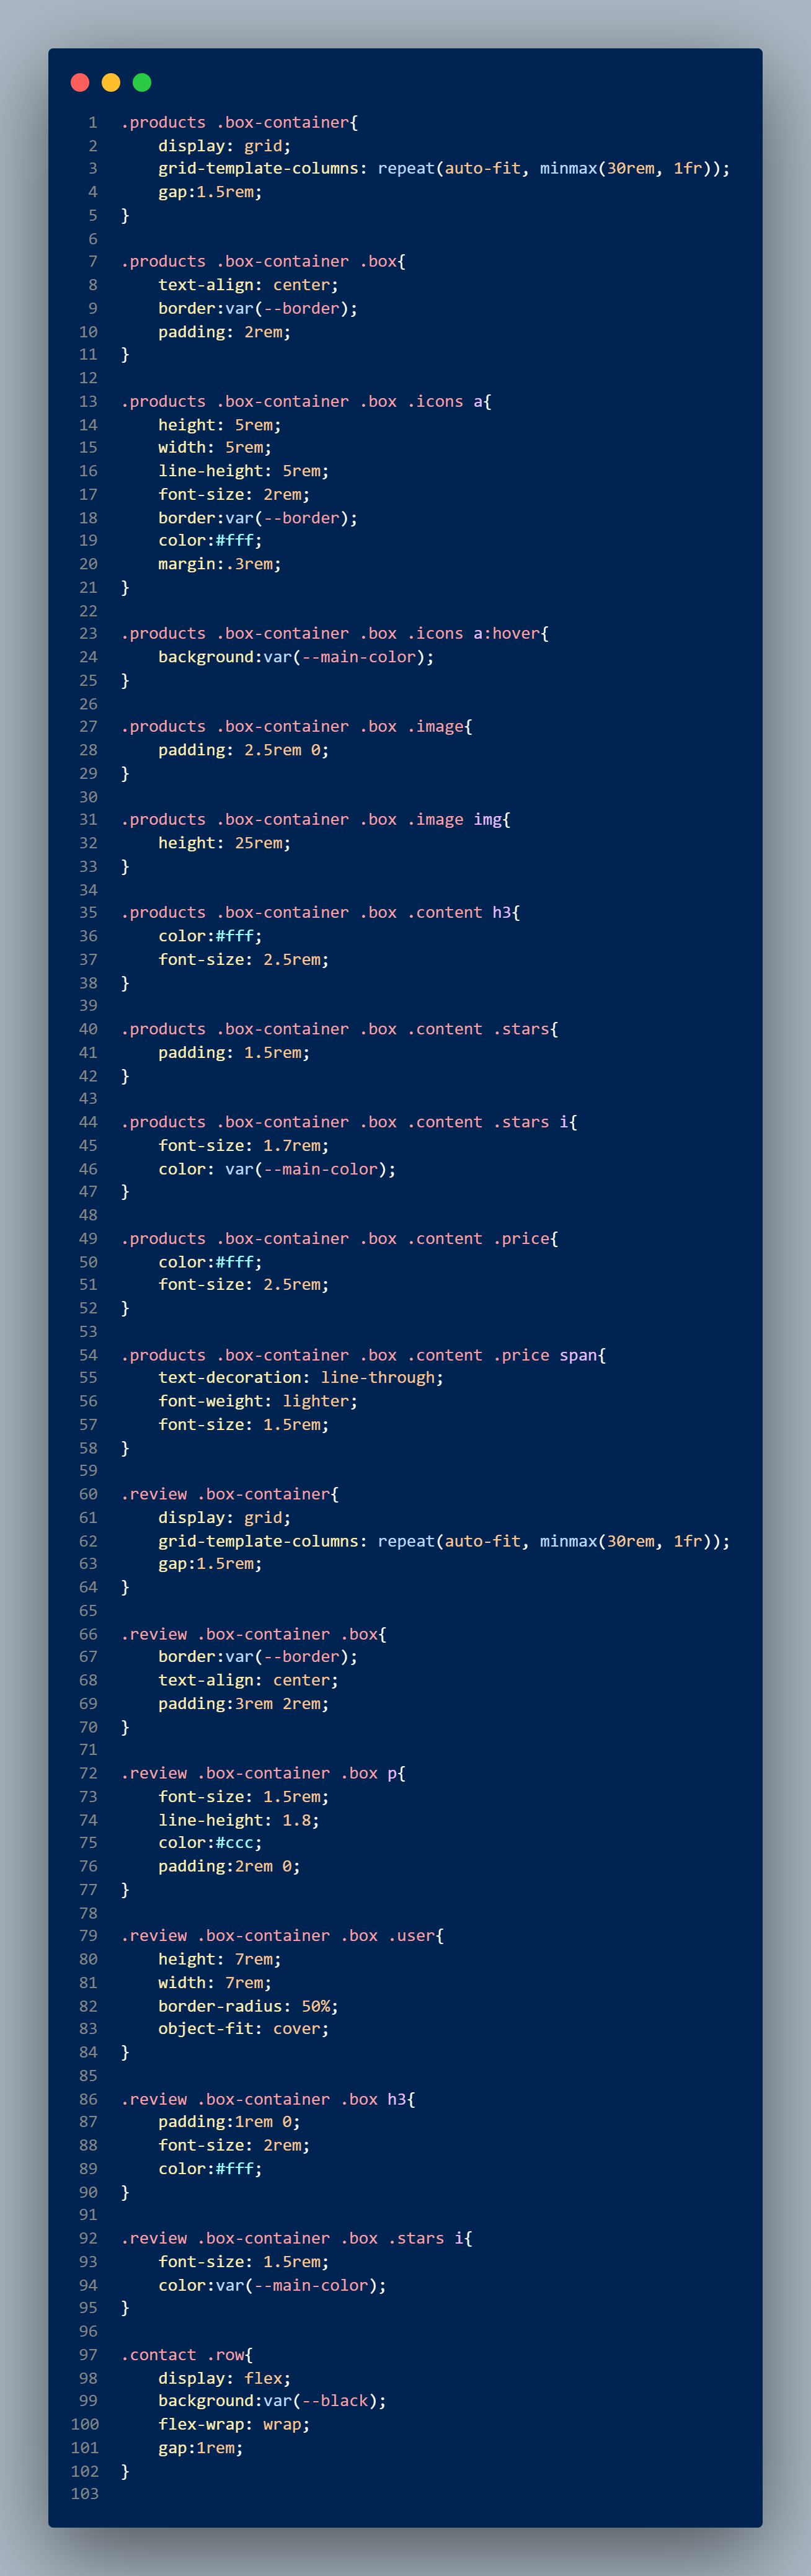 1 .products .box-container{
2     display: grid;
3     grid-template-columns: repeat(auto-fit, minmax(30rem, 1fr));
4     gap:1.5rem;
5 }
6
7 .products .box-container .box{
8     text-align: center;
9     border:var(--border);
10     padding: 2rem;
11 }
12
13 .products .box-container .box .icons a{
14     height: 5rem;
15     width: 5rem;
16     line-height: 5rem;
17     font-size: 2rem;
18     border:var(--border);
19     color:#fff;
20     margin:.3rem;
21 }
22
23 .products .box-container .box .icons a:hover{
24     background:var(--main-color);
25 }
26
27 .products .box-container .box .image{
28     padding: 2.5rem 0;
29 }
30
31 .products .box-container .box .image img{
32     height: 25rem;
33 }
34
35 .products .box-container .box .content h3{
36     color:#fff;
37     font-size: 2.5rem;
38 }
39
40 .products .box-container .box .content .stars{
41     padding: 1.5rem;
42 }
43
44 .products .box-container .box .content .stars i{
45     font-size: 1.7rem;
46     color: var(--main-color);
47 }
48
49 .products .box-container .box .content .price{
50     color:#fff;
51     font-size: 2.5rem;
52 }
53
54 .products .box-container .box .content .price span{
55     text-decoration: line-through;
56     font-weight: lighter;
57     font-size: 1.5rem;
58 }
59
60 .review .box-container{
61     display: grid;
62     grid-template-columns: repeat(auto-fit, minmax(30rem, 1fr));
63     gap:1.5rem;
64 }
65
66 .review .box-container .box{
67     border:var(--border);
68     text-align: center;
69     padding:3rem 2rem;
70 }
71
72 .review .box-container .box p{
73     font-size: 1.5rem;
74     line-height: 1.8;
75     color:#ccc;
76     padding:2rem 0;
77 }
78
79 .review .box-container .box .user{
80     height: 7rem;
81     width: 7rem;
82     border-radius: 50%;
83     object-fit: cover;
84 }
85
86 .review .box-container .box h3{
87     padding:1rem 0;
88     font-size: 2rem;
89     color:#fff;
90 }
91
92 .review .box-container .box .stars i{
93     font-size: 1.5rem;
94     color:var(--main-color);
95 }
96
97 .contact .row{
98     display: flex;
99     background:var(--black);
100     flex-wrap: wrap;
101     gap:1rem;
102 }
103